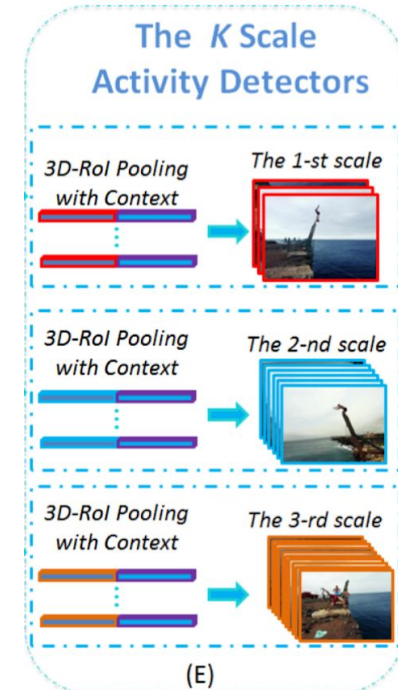 The K Scale
Activity Detectors
3D-RoI Pooling
with Context
The 1-st scale
3D-RoI Pooling
with Context
The 2-nd scale
3D-RoI Pooling
with Context
The 3-rd scale
(E)